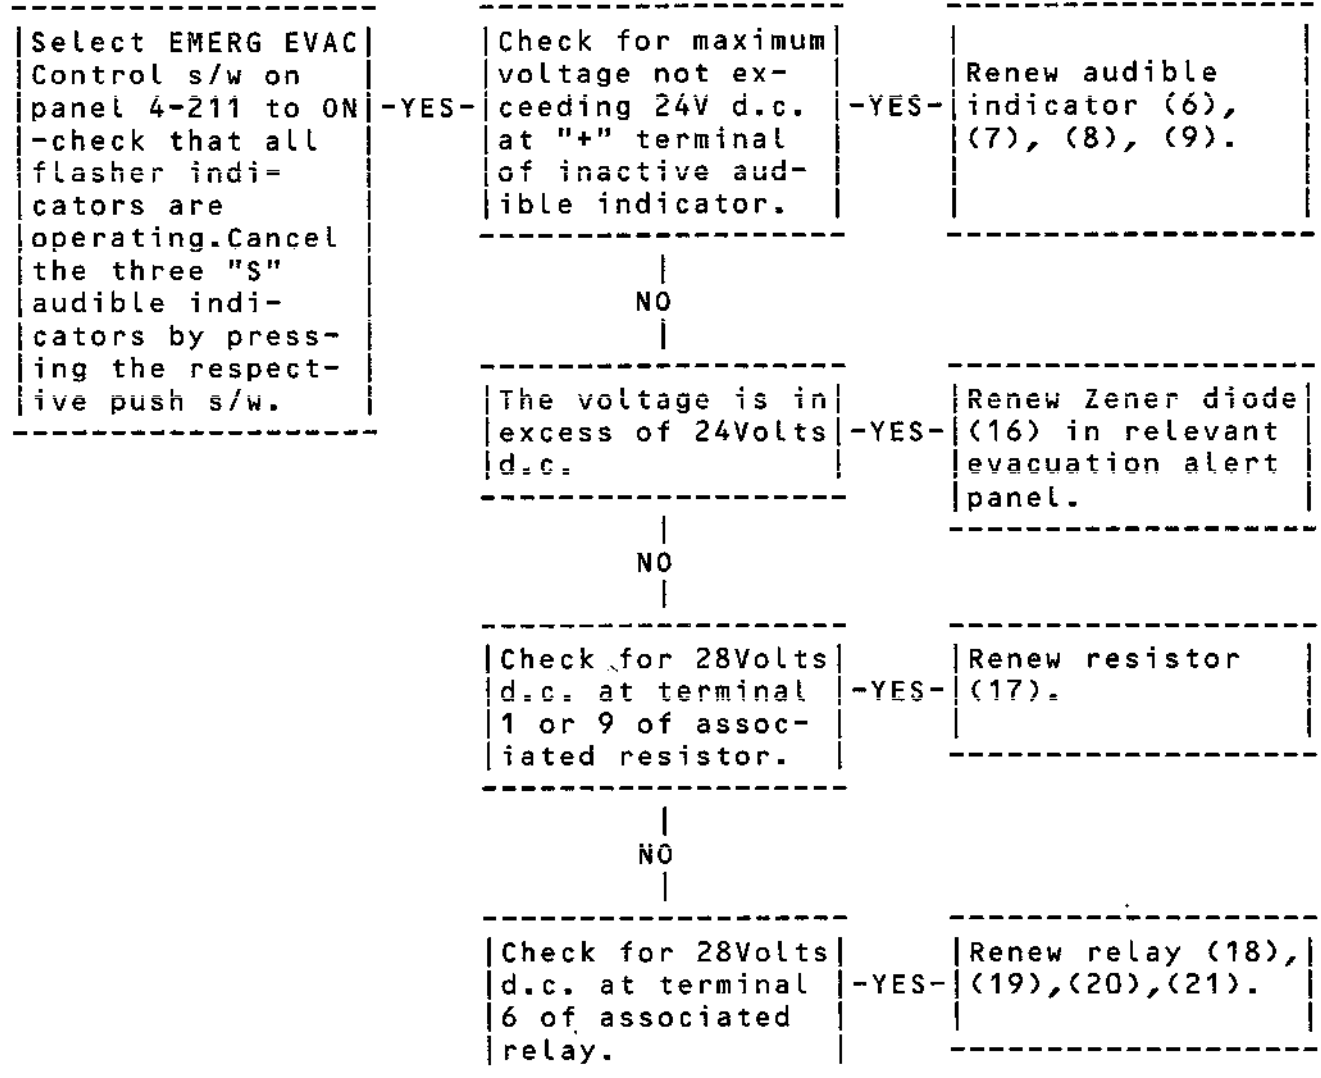 Select EMERG EVAC
Control s/w on
panel 4-211 to ON
-check that all
flasher indi=
cators are
operating.Cancel
the three "S"
audible indi-
cators by press-
ing the respect-
ive push s/w.
-YES-
Check for maximum
voltage not ex-
ceeding 24V d.c.
at "+" terminal
of inactive aud-
ible indicator.
-YES-
Renew audible
indicator (6),
(7), (8), (9).
NO
The voltage is in
excess of 24Volts
d.c.
-YES-
Renew Zener diode
(16) in relevant
evacuation alert
panel.
NO
Check for 28Volts
d.c. at terminal
1 or 9 of assoc-
iated resistor.
-YES-
Renew resistor
(17).
NO
Check for 28Volts
d.c. at terminal
6 of associated
relay.
-YES-
Renew relay (18),
(19),(20),(21).